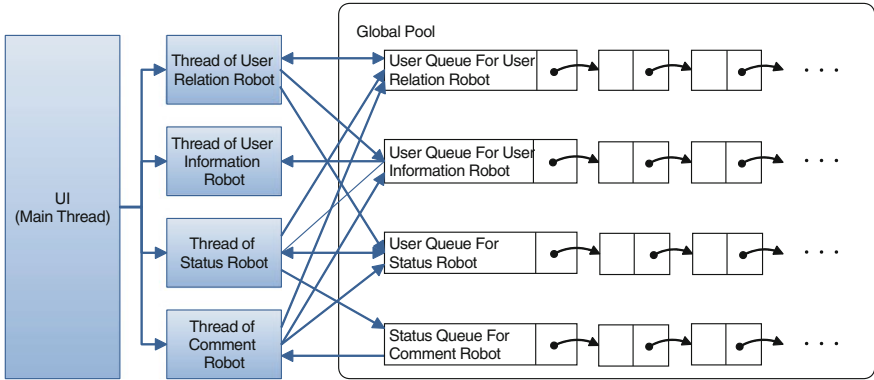 Global Pool
UI
(Main Thread)
Thread of User
Relation Robot
Thread of User
Information
Robot
Thread of
Status Robot
Thread of
Comment
Robot
User Queue For User
Relation Robot
User Queue For User
Information Robot
User Queue For
Status Robot
Status Queue For
Comment Robot
. . .
. . .
. . .
. . .